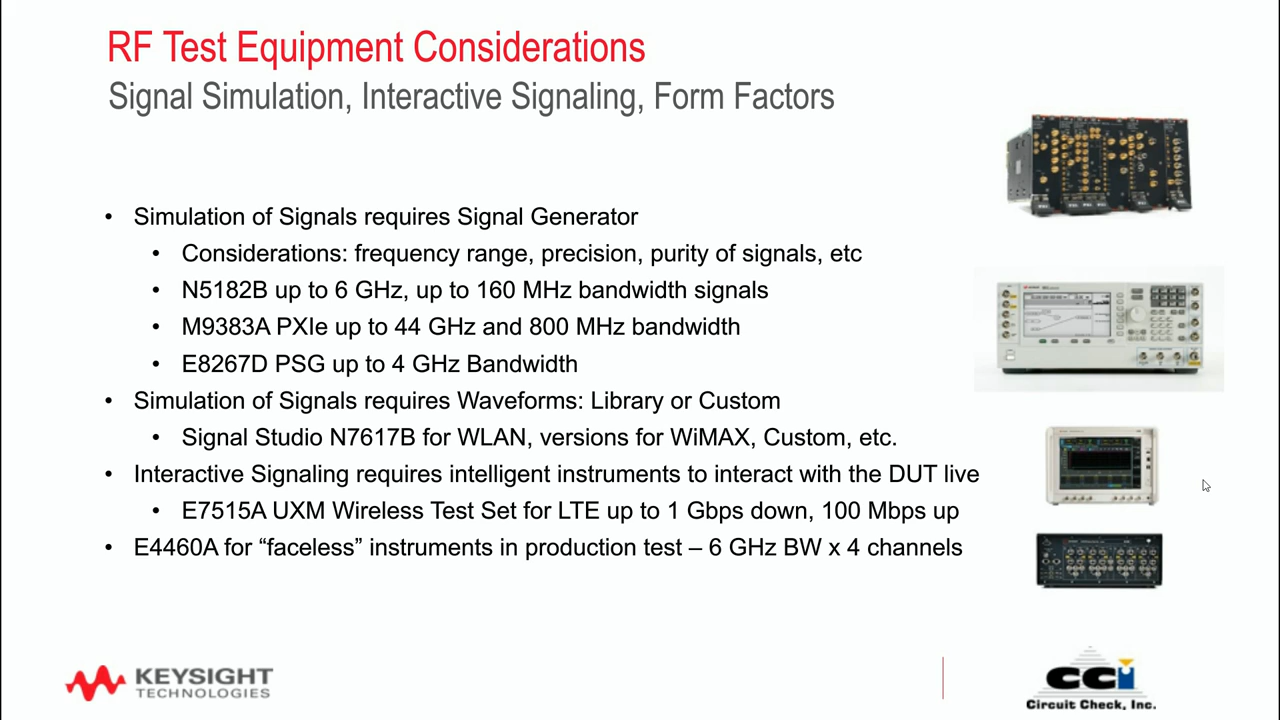 RF Test Equipment Considerations
Signal Simulation, Interactive Signaling, Form Factors
• Simulation of Signals requires Signal Generator
• Considerations: frequency range, precision, purity of signals, etc
• N5182B up to 6 GHz, up to 160 MHz bandwidth signals
• M9383A PXIe up to 44 GHz and 800 MHz bandwidth
• E8267D PSG up to 4 GHz Bandwidth
• Simulation of Signals requires Waveforms: Library or Custom
• Signal Studio N7617B for WLAN, versions for WiMAX, Custom, etc.
• Interactive Signaling requires intelligent instruments to interact with the DUT live
• E7515A UXM Wireless Test Set for LTE up to 1 Gbps down, 100 Mbps up
• E4460A for “faceless” instruments in production test – 6 GHz BW x 4 channels
KEYSIGHT
TECHNOLOGIES
CCi
Circuit Check, Inc.